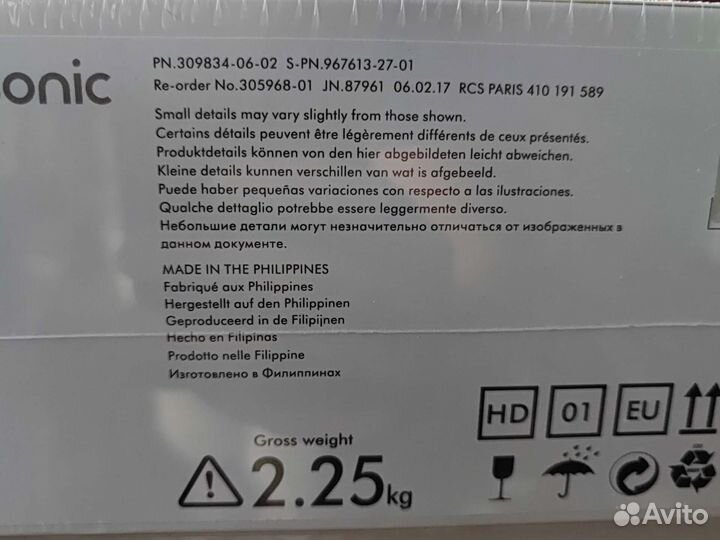 onic
PN.309834-06-02 S-PN.967613-27-01
Re-order No.305968-01 JN.87961 06.02.17 RCS PARIS 410 191 589
Small details may vary slightly from those shown.
Certains détails peuvent être légèrement différents de ceux présentés.
Produktdetails können von den hier abgebildeten leicht abweichen.
Kleine details kunnen verschillen van wat is afgebeeld.
Puede haber pequeñas variaciones con respecto a las ilustraciones.
Qualche dettaglio potrebbe essere leggermente diverso.
Небольшие детали могут незначительно отличаться от изображенных в
данном документе.
MADE IN THE PHILIPPINES
Fabriqué aux Philippines
Hergestellt auf den Philippinen
Geproduceerd in de Filipijnen
Hecho en Filipinas
Prodotto nelle Filippine
Изготовлено в Филиппинах
HD 01 EU
Gross weight
2.25kg
Avito